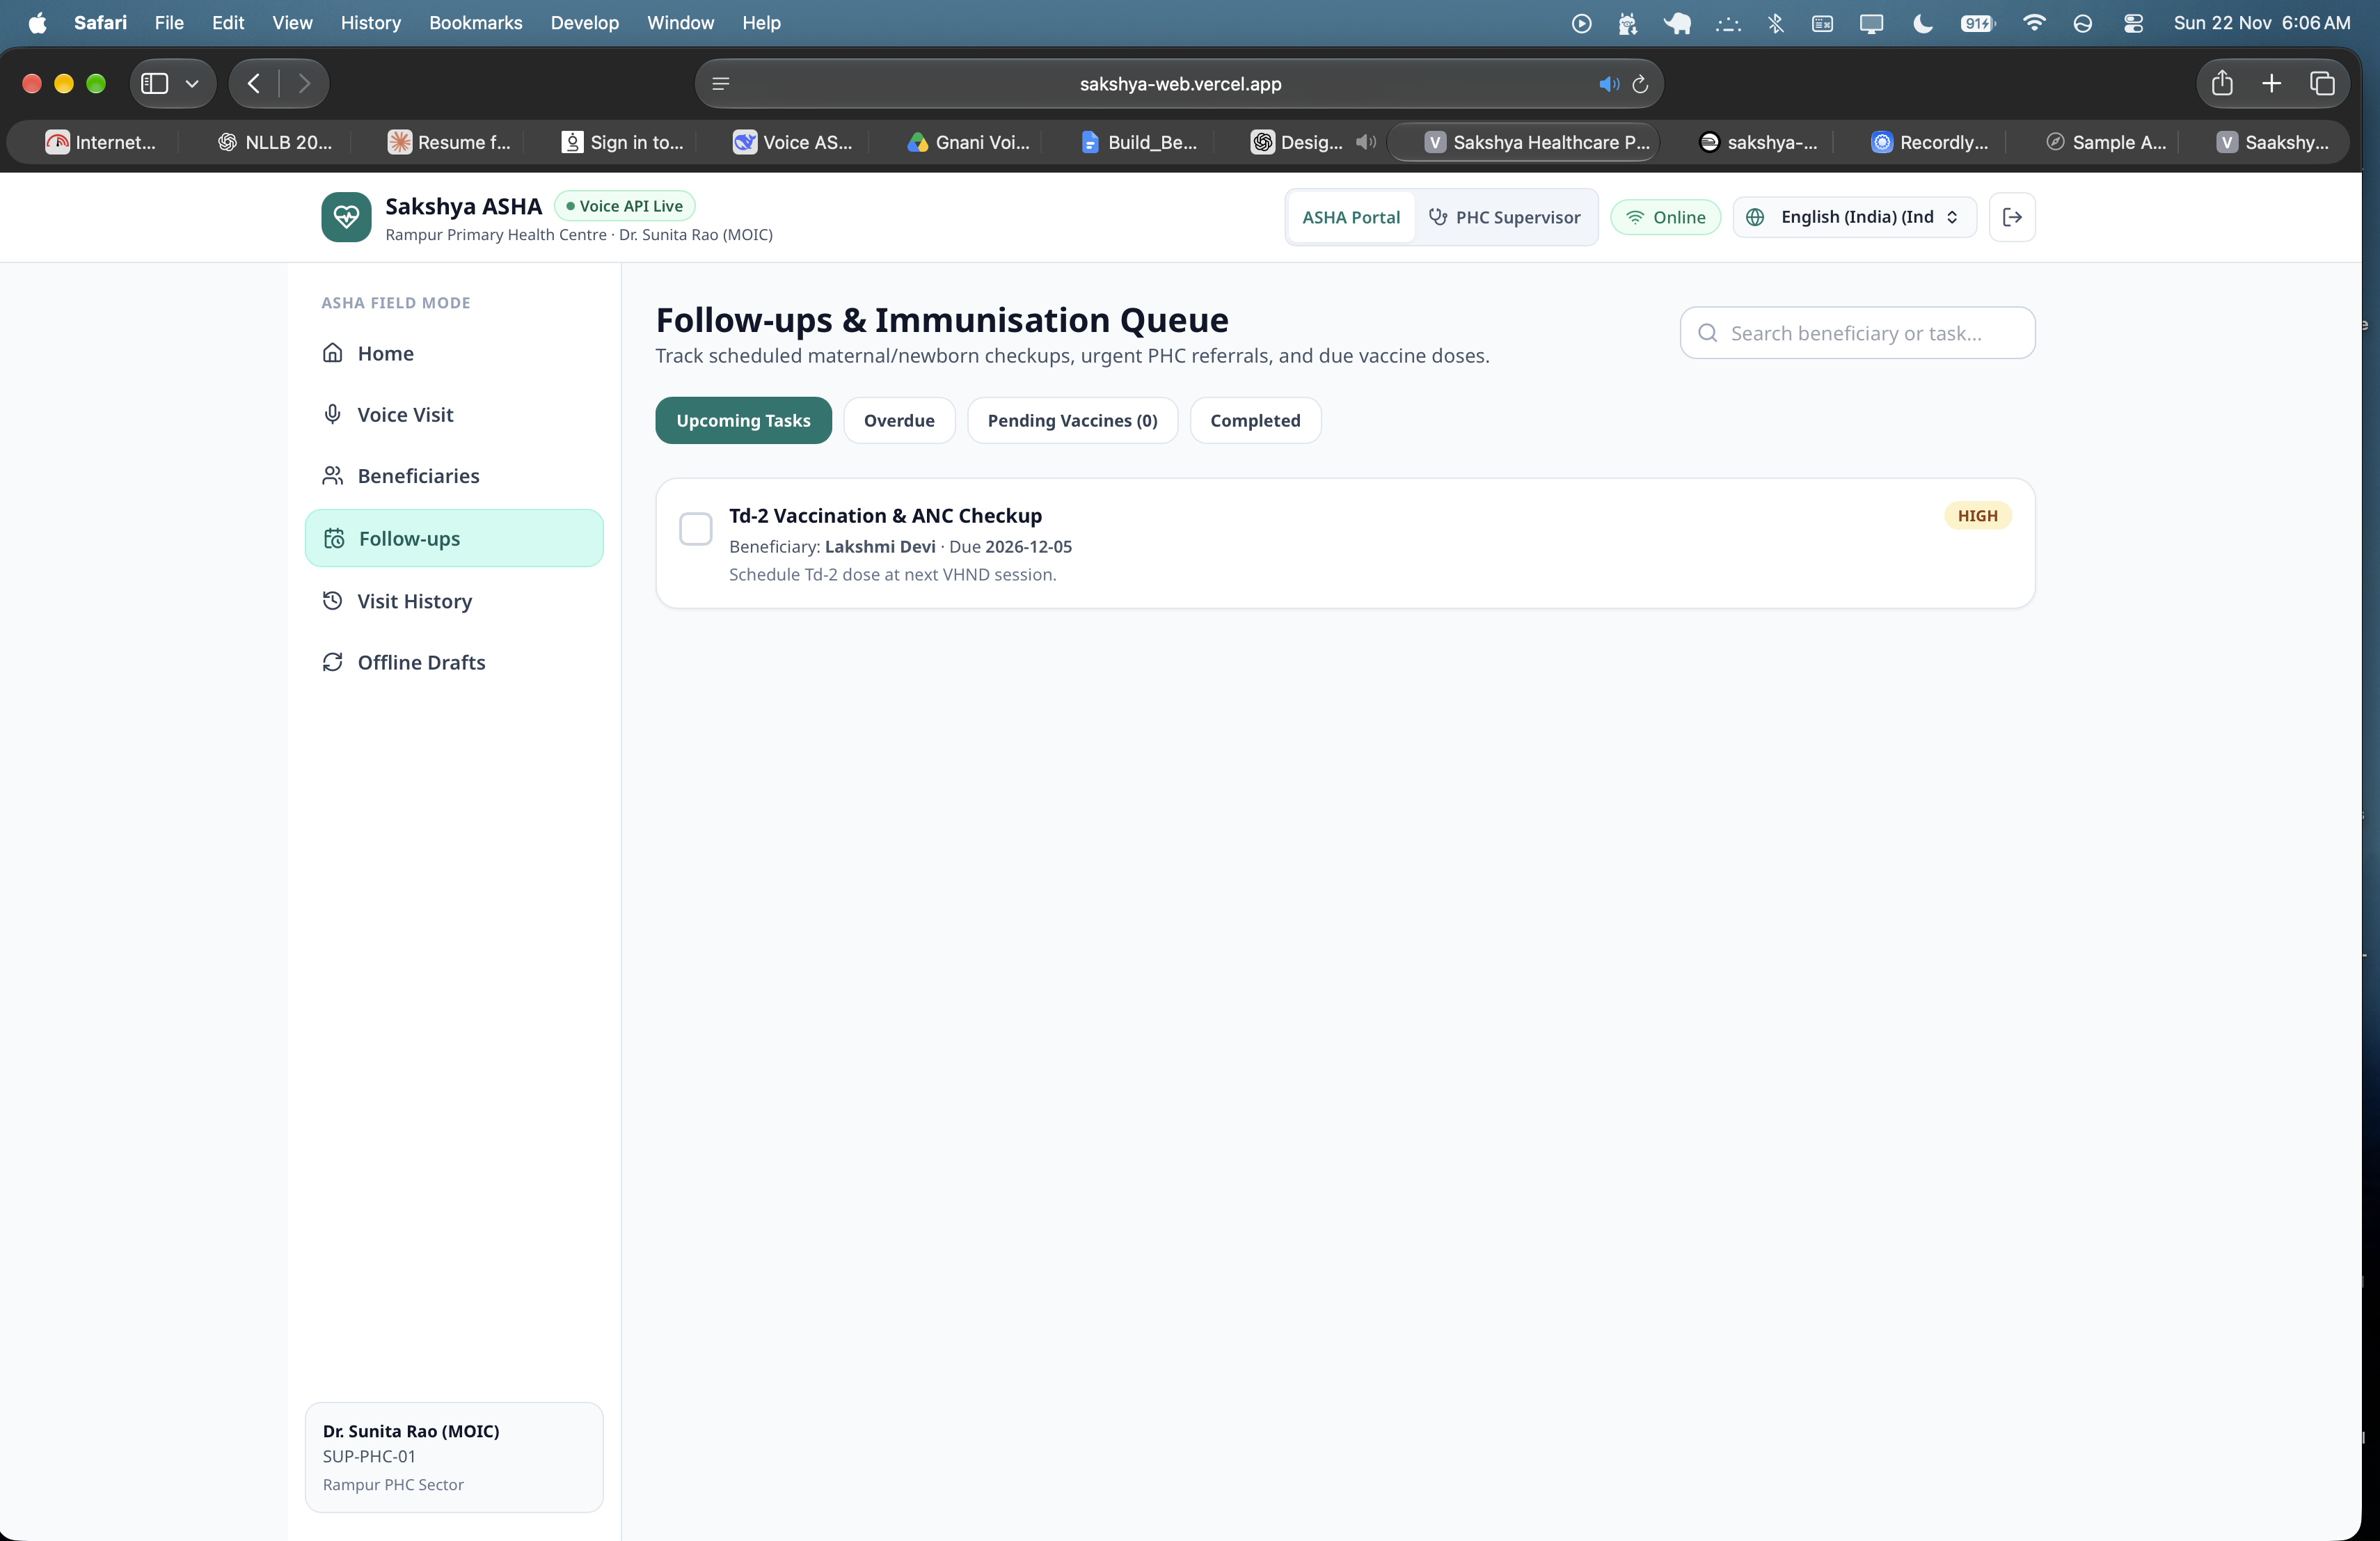 Safari File Edit View History Bookmarks Develop Window Help 91 Sun 22 Nov 6:06 AM
sakshya-web.vercel.app
Internet... NLLB 20... Resume f... Sign in to... Voice AS... Gnani Voi... Build_Be... Desig... V Sakshya Healthcare P... sakshya-... Recordly... Sample A... V Saakshy...
Sakshya ASHA Voice API Live
Rampur Primary Health Centre · Dr. Sunita Rao (MOIC)
ASHA Portal PHC Supervisor Online English (India) (Ind
ASHA FIELD MODE
Home
Voice Visit
Beneficiaries
Follow-ups
Visit History
Offline Drafts
Dr. Sunita Rao (MOIC)
SUP-PHC-01
Rampur PHC Sector
Follow-ups & Immunisation Queue
Track scheduled maternal/newborn checkups, urgent PHC referrals, and due vaccine doses.
Search beneficiary or task...
Upcoming Tasks Overdue Pending Vaccines (0) Completed
Td-2 Vaccination & ANC Checkup HIGH
Beneficiary: Lakshmi Devi · Due 2026-12-05
Schedule Td-2 dose at next VHND session.